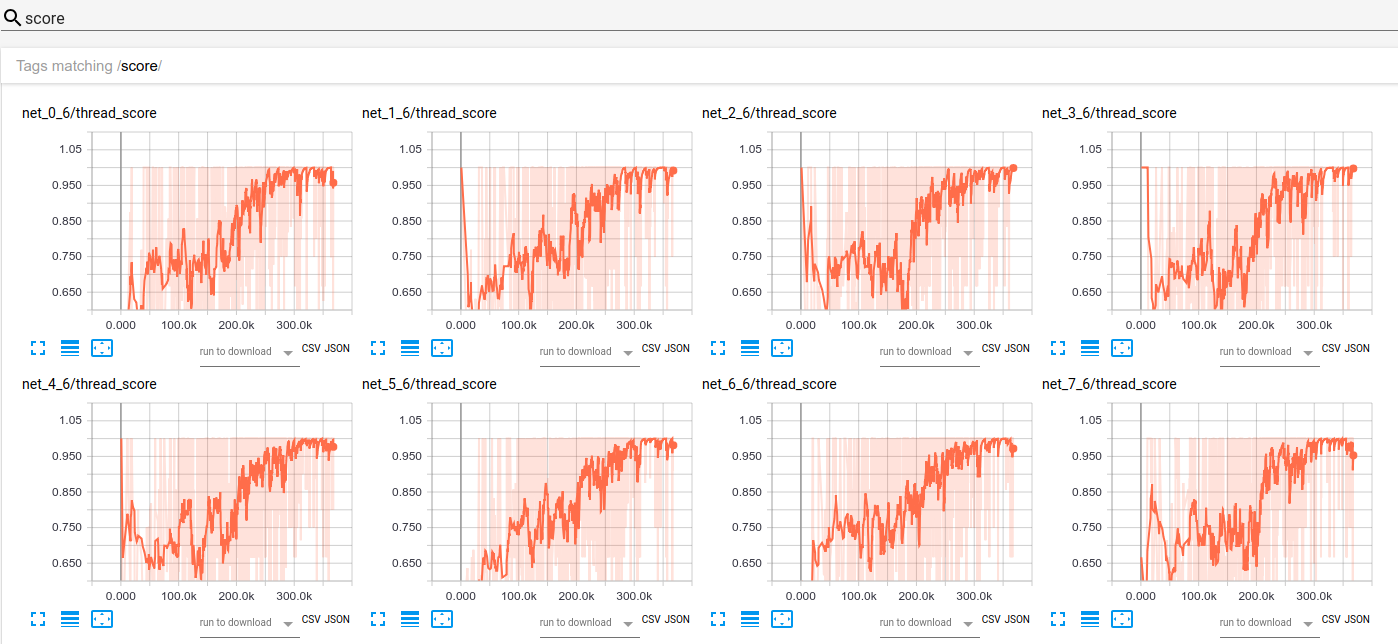 score
Tags matching /score/
net_0_6/thread_score
1.05
0.950
0.850
0.750
0.650
0.000 100.0k 200.0k 300.0k
run to download CSV JSON
net_1_6/thread_score
1.05
0.950
0.850
0.750
0.650
0.000 100.0k 200.0k 300.0k
run to download CSV JSON
net_2_6/thread_score
1.05
0.950
0.850
0.750
0.650
0.000 100.0k 200.0k 300.0k
run to download CSV JSON
net_3_6/thread_score
1.05
0.950
0.850
0.750
0.650
0.000 100.0k 200.0k 300.0k
run to download CSV JSON
net_4_6/thread_score
1.05
0.950
0.850
0.750
0.650
0.000 100.0k 200.0k 300.0k
run to download CSV JSON
net_5_6/thread_score
1.05
0.950
0.850
0.750
0.650
0.000 100.0k 200.0k 300.0k
run to download CSV JSON
net_6_6/thread_score
1.05
0.950
0.850
0.750
0.650
0.000 100.0k 200.0k 300.0k
run to download CSV JSON
net_7_6/thread_score
1.05
0.950
0.850
0.750
0.650
0.000 100.0k 200.0k 300.0k
run to download CSV JSON